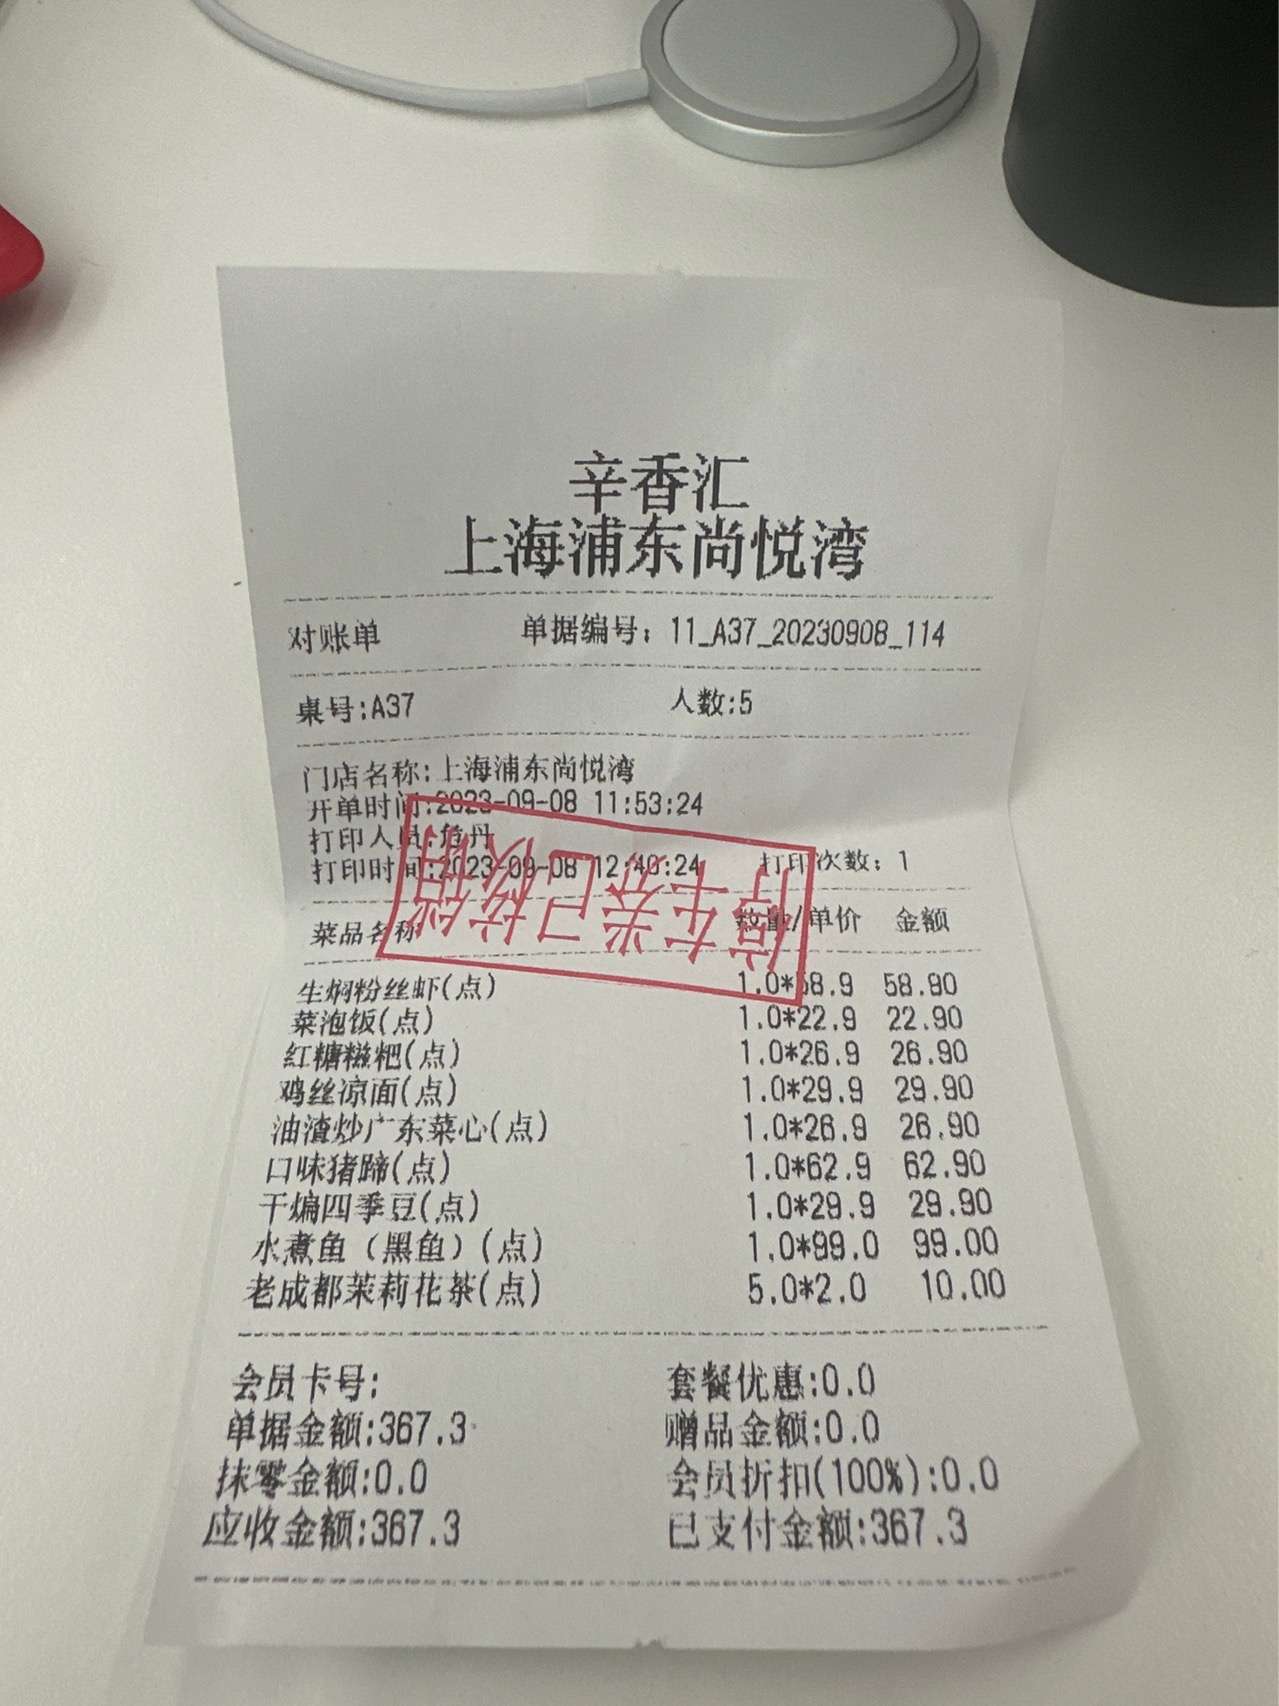 辛香汇
上海浦东尚悦湾
对账单 单据编号：11_A37_20230908_114
桌号:A37 人数:5
门店名称:上海浦东尚悦湾
开单时间:2023-09-08 11:53:24
打印人员:危丹
打印时间:2023-09-08 12:40:24 打印次数：1
停车券已核销
菜品名称 数量/单价 金额
生焖粉丝虾(点) 1.0*58.9 58.90
菜泡饭(点) 1.0*22.9 22.90
红糖糍粑(点) 1.0*26.9 26.90
鸡丝凉面(点) 1.0*29.9 29.90
油渣炒广东菜心(点) 1.0*26.9 26.90
口味猪蹄(点) 1.0*62.9 62.90
干煸四季豆(点) 1.0*29.9 29.90
水煮鱼（黑鱼）(点) 1.0*99.0 99.00
老成都茉莉花茶(点) 5.0*2.0 10.00
会员卡号: 套餐优惠:0.0
单据金额:367.3 赠品金额:0.0
抹零金额:0.0 会员折扣(100%):0.0
应收金额:367.3 已支付金额:367.3